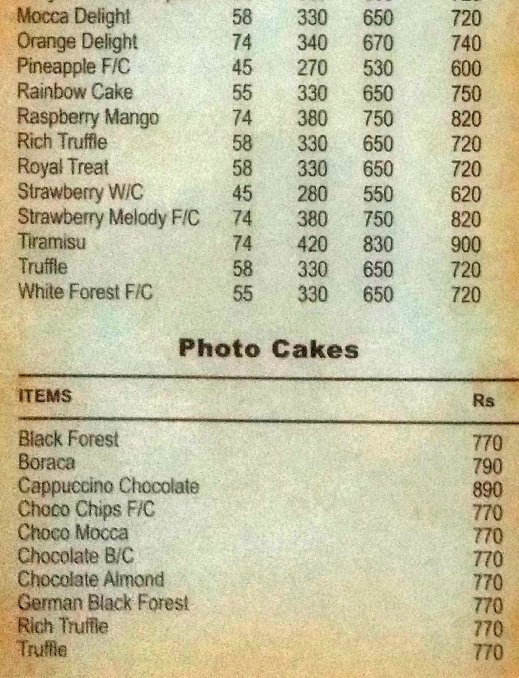 Mocca Delight 58 330 650 720
Orange Delight 74 340 670 740
Pineapple F/C 45 270 530 600
Rainbow Cake 55 330 650 750
Raspberry Mango 74 380 750 820
Rich Truffle 58 330 650 720
Royal Treat 58 330 650 720
Strawberry W/C 45 280 550 620
Strawberry Melody F/C 74 380 750 820
Tiramisu 74 420 830 900
Truffle 58 330 650 720
White Forest F/C 55 330 650 720
Photo Cakes
ITEMS Rs
Black Forest 770
Boraca 790
Cappuccino Chocolate 890
Choco Chips F/C 770
Choco Mocca 770
Chocolate B/C 770
Chocolate Almond 770
German Black Forest 770
Rich Truffle 770
Truffle 770